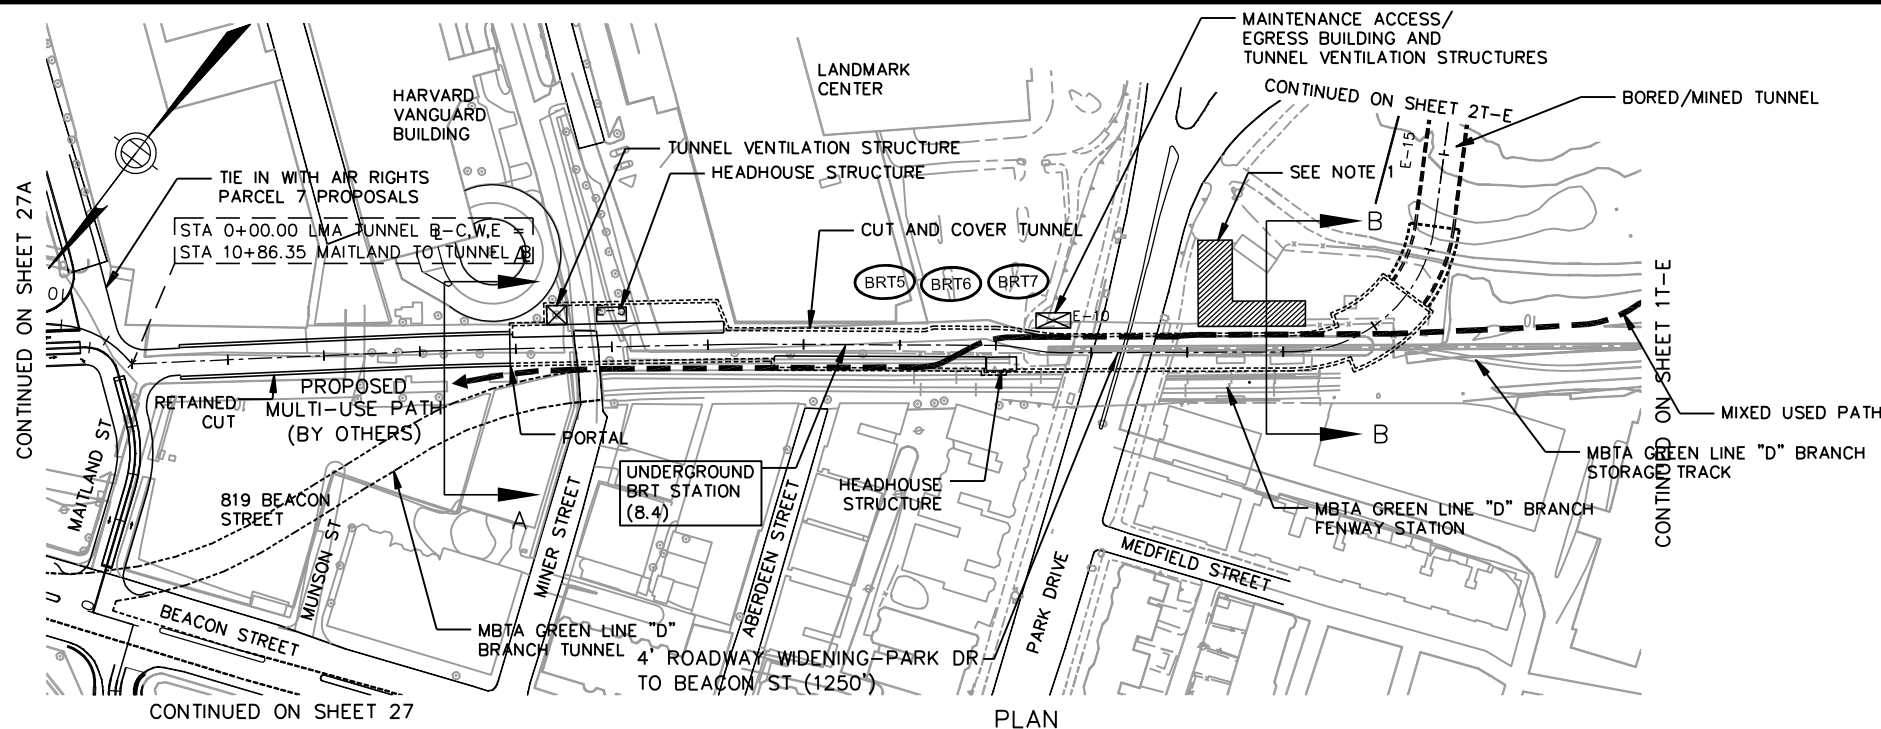 MAINTENANCE ACCESS/
EGRESS BUILDING AND
TUNNEL VENTILATION STRUCTURES
LANDMARK
CENTER
CONTINUED ON SHEET 2T-E
BORED/MINED TUNNEL
HARVARD
VANGUARD
BUILDING
TUNNEL VENTILATION STRUCTURE
HEADHOUSE STRUCTURE
E-15
SEE NOTE 1
TIE IN WITH AIR RIGHTS
PARCEL 7 PROPOSALS
CONTINUED ON SHEET 27A
STA 0+00.00 LMA TUNNEL B-C,W,E =
STA 10+86.35 MAITLAND TO TUNNEL B
CUT AND COVER TUNNEL
B
BRT5
BRT6
BRT7
E-5
E-10
10
10
CONTINUED ON SHEET 1T-E
PROPOSED
MULTI-USE PATH
(BY OTHERS)
RETAINED
CUT
10
PORTAL
MIXED USED PATH
B
MBTA GREEN LINE "D" BRANCH
STORAGE TRACK
UNDERGROUND
BRT STATION
(8.4)
HEADHOUSE
STRUCTURE
MBTA GREEN LINE "D" BRANCH
FENWAY STATION
MAITLAND ST
819 BEACON
STREET
A
MUNSON ST
MINER STREET
ABERDEEN STREET
PARK DRIVE
MEDFIELD STREET
0
BEACON STREET
MBTA GREEN LINE "D"
BRANCH TUNNEL
4' ROADWAY WIDENING-PARK DR
TO BEACON ST (1250')
CONTINUED ON SHEET 27
PLAN